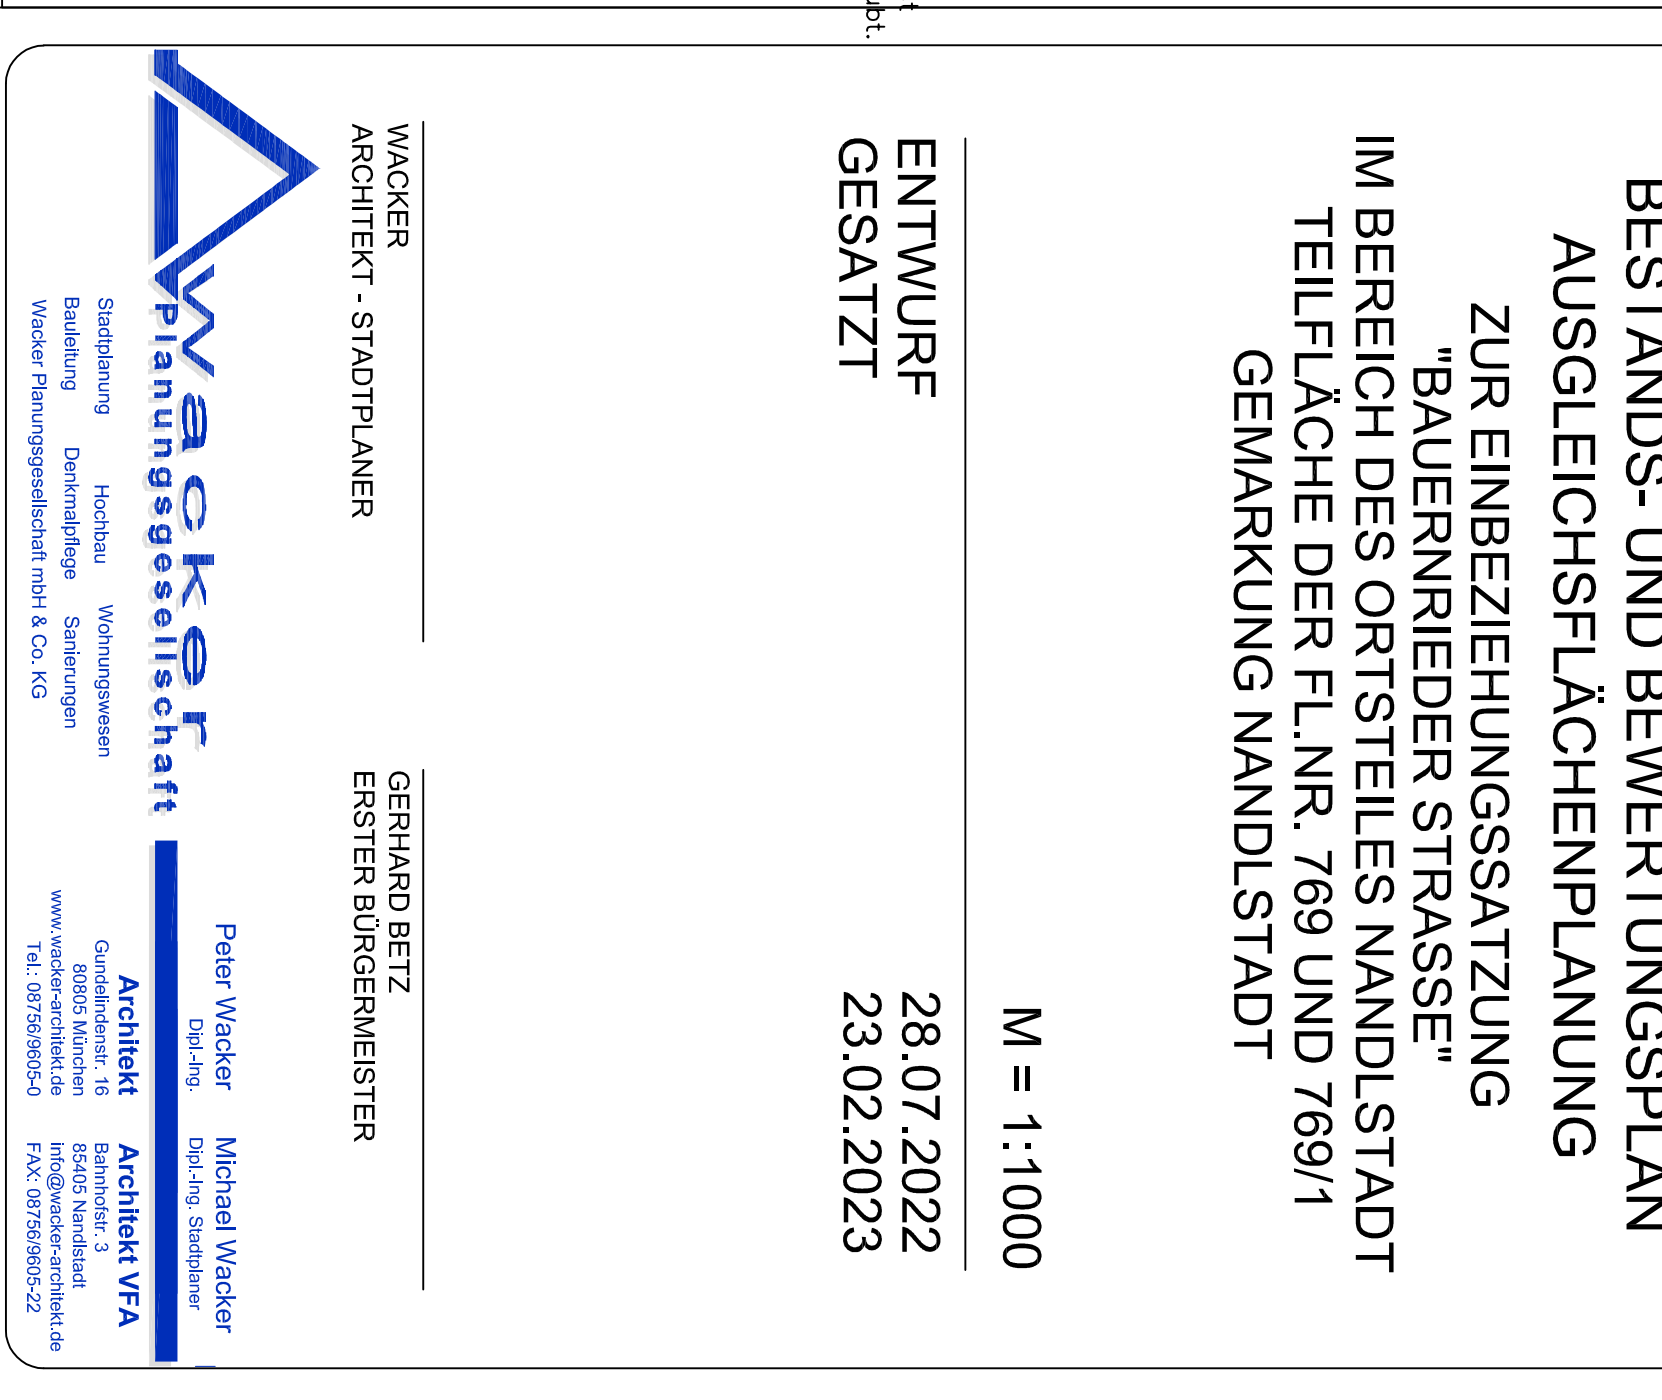 BESTANDS- UND BEWERTUNGSPLAN
AUSGLEICHSFLÄCHENPLANUNG
ZUR EINBEZIEHUNGSSATZUNG
"BAUERNRIEDER STRASSE"
IM BEREICH DES ORTSTEILES NANDLSTADT
TEILFLÄCHE DER FL.NR. 769 UND 769/1
GEMARKUNG NANDLSTADT
M = 1:1000
ENTWURF 28.07.2022
GESATZT 23.02.2023
WACKER
ARCHITEKT - STADTPLANER
GERHARD BETZ
ERSTER BÜRGERMEISTER
Wacker
Planungsgesellschaft
Stadtplanung Hochbau Wohnungswesen
Bauleitung Denkmalpflege Sanierungen
Wacker Planungsgesellschaft mbH & Co. KG
Peter Wacker
Dipl.-Ing.
Architekt
Gundelindenstr. 16
80805 München
www.wacker-architekt.de
Tel.: 08756/9605-0
Michael Wacker
Dipl.-Ing. Stadtplaner
Architekt VFA
Bahnhofstr. 3
85405 Nandlstadt
info@wacker-architekt.de
FAX: 08756/9605-22